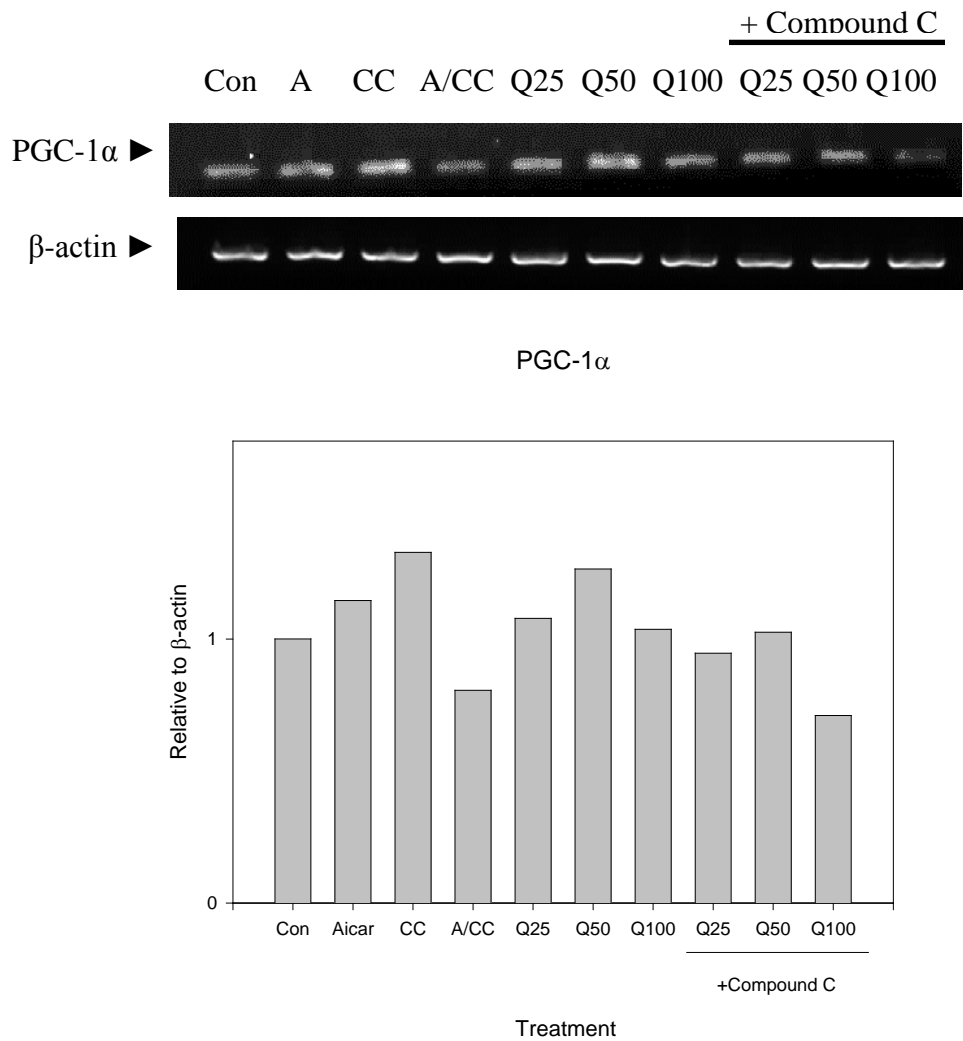 + Compound C
Con A CC A/CC Q25 Q50 Q100 Q25 Q50 Q100
PGC-1α ►
β-actin ►
PGC-1α
Relative to β-actin
1
0
Con Aicar CC A/CC Q25 Q50 Q100 Q25 Q50 Q100
+Compound C
Treatment